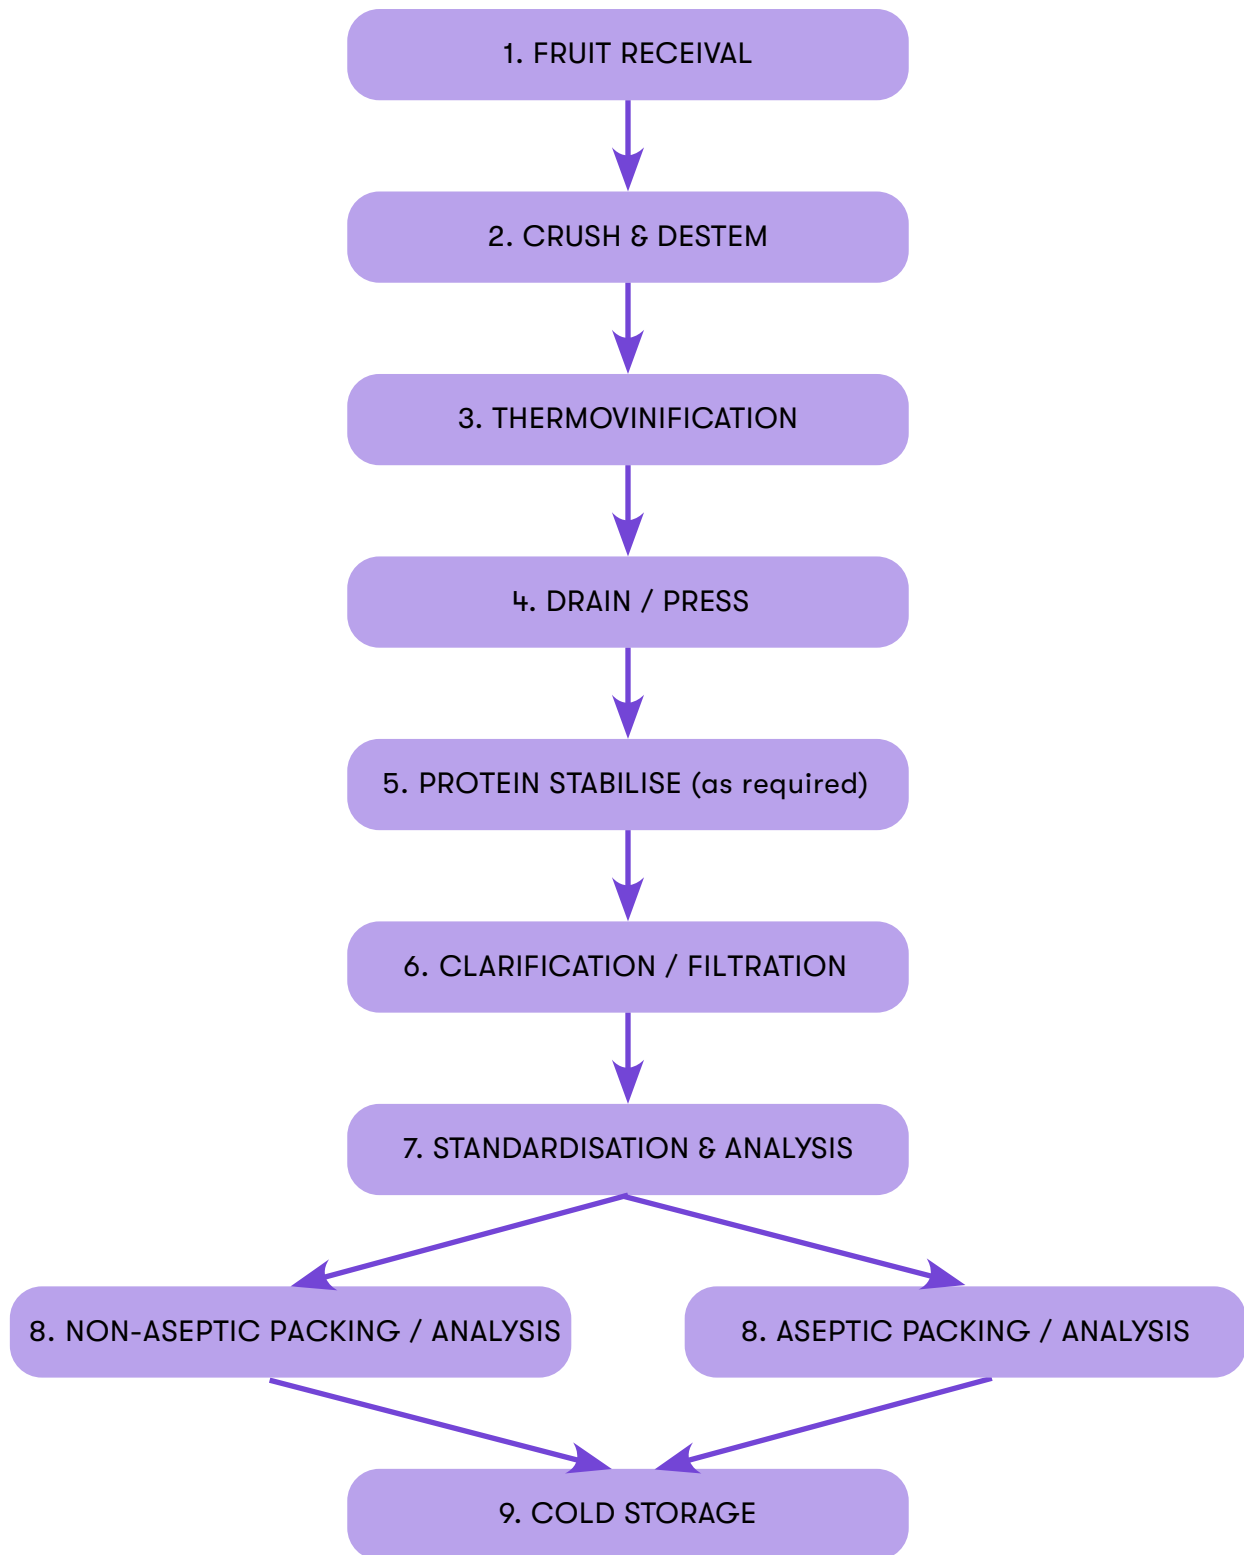 1. FRUIT RECEIVAL
2. CRUSH & DESTEM
3. THERMOVINIFICATION
4. DRAIN / PRESS
5. PROTEIN STABILISE (as required)
6. CLARIFICATION / FILTRATION
7. STANDARDISATION & ANALYSIS
8. NON-ASEPTIC PACKING / ANALYSIS
8. ASEPTIC PACKING / ANALYSIS
9. COLD STORAGE